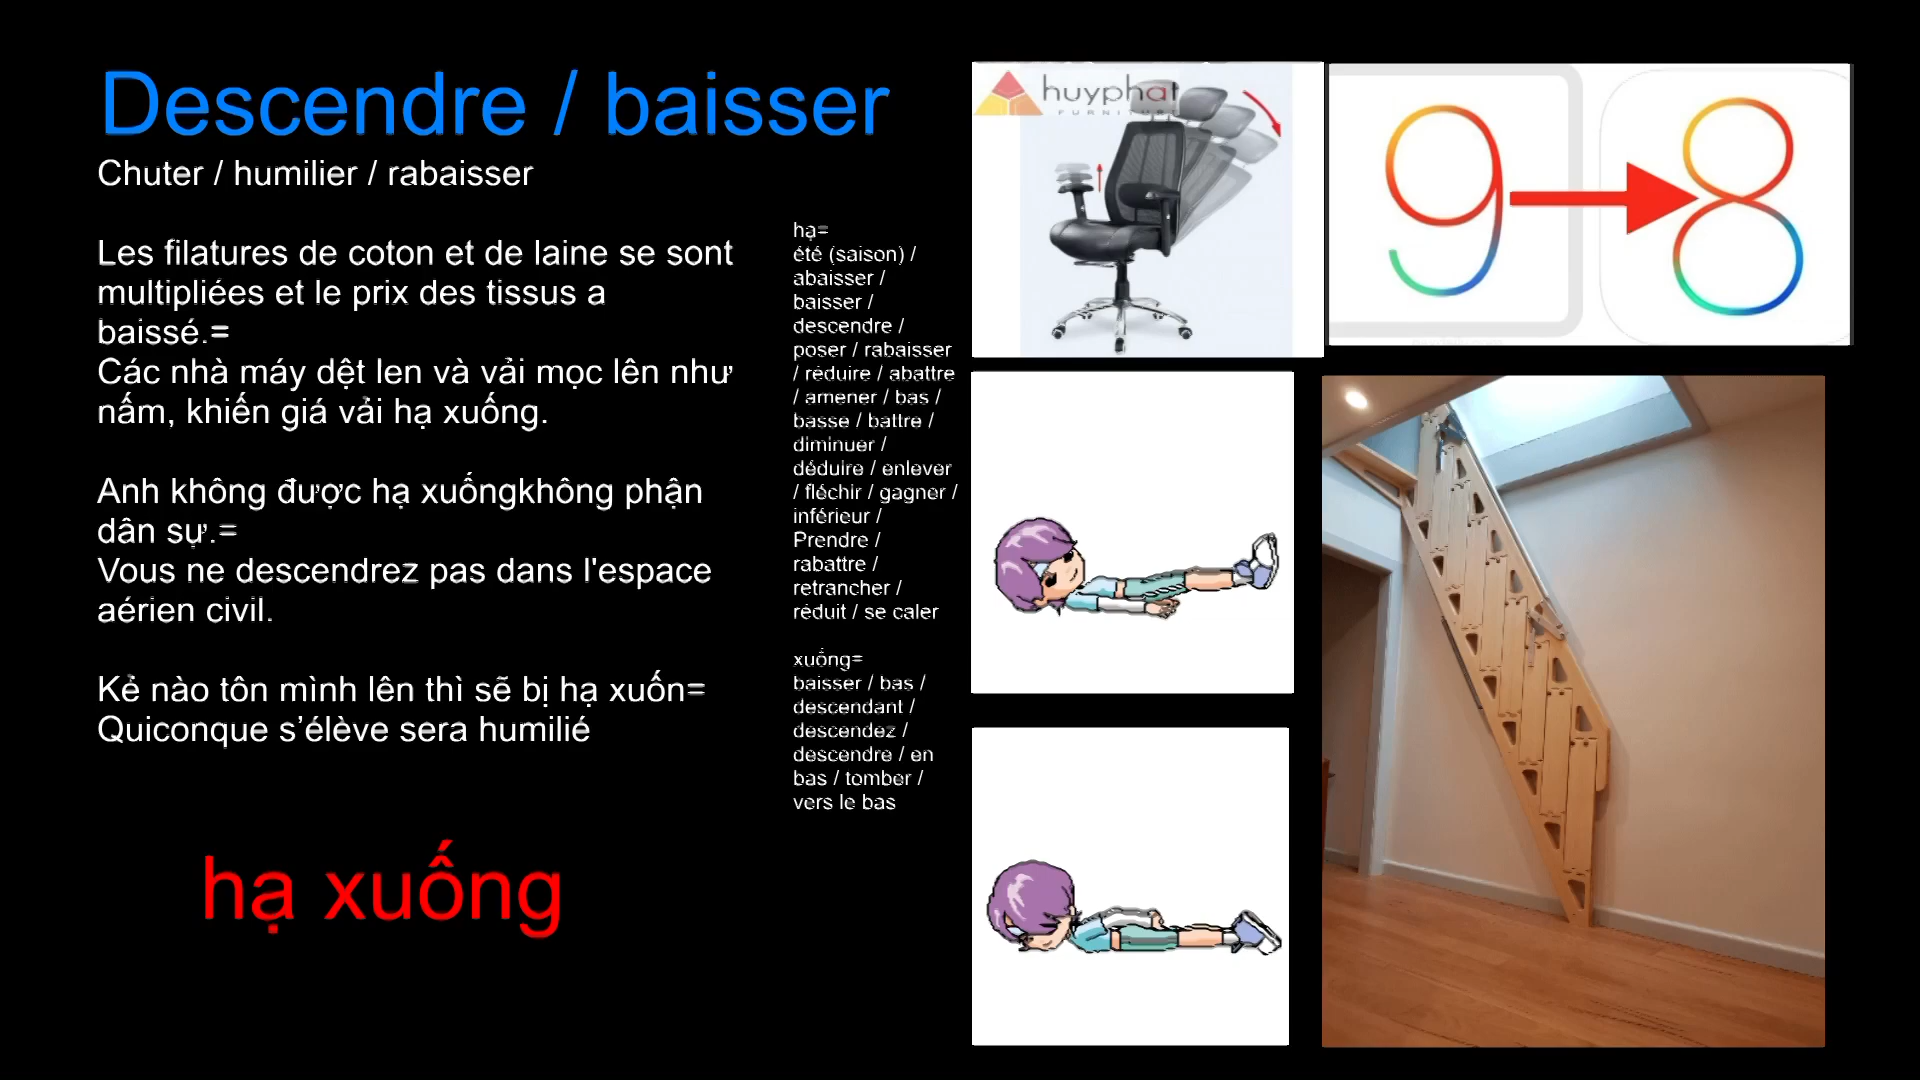 Descendre / baisser
Chuter / humilier / rabaisser
Les filatures de coton et de laine se sont
multipliées et le prix des tissus a
baissé.=
Các nhà máy dệt len và vải mọc lên như
nấm, khiến giá vải hạ xuống.
Anh không được hạ xuốngkhông phận
dân sự.=
Vous ne descendrez pas dans l'espace
aérien civil.
Kẻ nào tôn mình lên thì sẽ bị hạ xuốn=
Quiconque s’élève sera humilié
hạ xuống
hạ=
été (saison) /
abaisser /
baisser /
descendre /
poser / rabaisser
/ réduire / abattre
/ amener / bas /
basse / battre /
diminuer /
déduire / enlever
/ fléchir / gagner /
inférieur /
Prendre /
rabattre /
retrancher /
réduit / se caler
xuống=
baisser / bas /
descendant /
descendez /
descendre / en
bas / tomber /
vers le bas
huyphat
FURNITURE
9 8